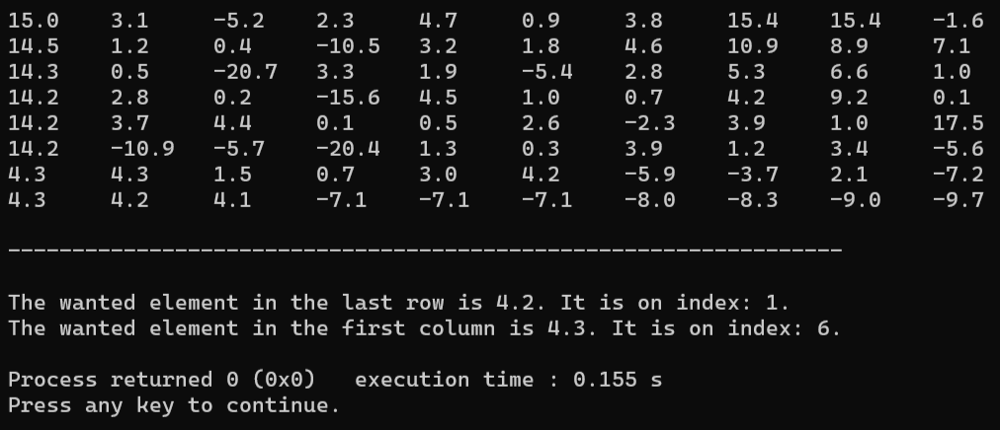 15.0 3.1 −5.2 2.3 4.7 0.9 3.8 15.4 15.4 −1.6
14.5 1.2 0.4 −10.5 3.2 1.8 4.6 10.9 8.9 7.1
14.3 0.5 −20.7 3.3 1.9 −5.4 2.8 5.3 6.6 1.0
14.2 2.8 0.2 −15.6 4.5 1.0 0.7 4.2 9.2 0.1
14.2 3.7 4.4 0.1 0.5 2.6 −2.3 3.9 1.0 17.5
14.2 −10.9 −5.7 −20.4 1.3 0.3 3.9 1.2 3.4 −5.6
4.3 4.3 1.5 0.7 3.0 4.2 −5.9 −3.7 2.1 −7.2
4.3 4.2 4.1 −7.1 −7.1 −7.1 −8.0 −8.3 −9.0 −9.7
-----------------------------------------------------------------
The wanted element in the last row is 4.2. It is on index: 1.
The wanted element in the first column is 4.3. It is on index: 6.
Process returned 0 (0x0) execution time : 0.155 s
Press any key to continue.